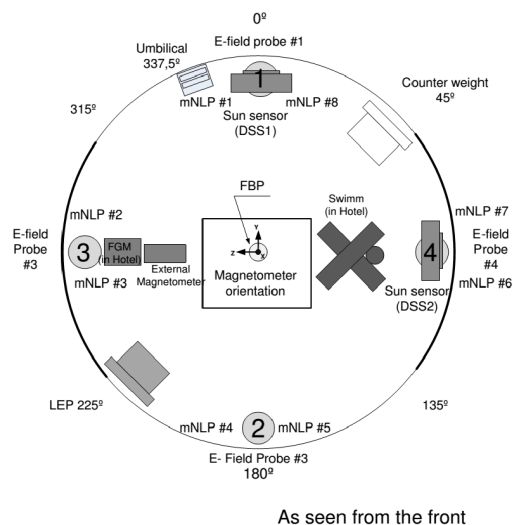 0º
E-field probe #1
Umbilical
337,5º
1
mNLP #1
mNLP #8
Sun sensor
(DSS1)
Counter weight
45º
315º
FBP
Swimm
(in Hotel)
mNLP #2
mNLP #7
E-field
Probe
#3
3
FGM
(in Hotel)
External
Magnetometer
mNLP #3
Y
Z
X
Magnetometer
orientation
4
E-field
Probe
#4
mNLP #6
Sun sensor
(DSS2)
LEP 225º
135º
mNLP #4
2
mNLP #5
E- Field Probe #3
180º
As seen from the front